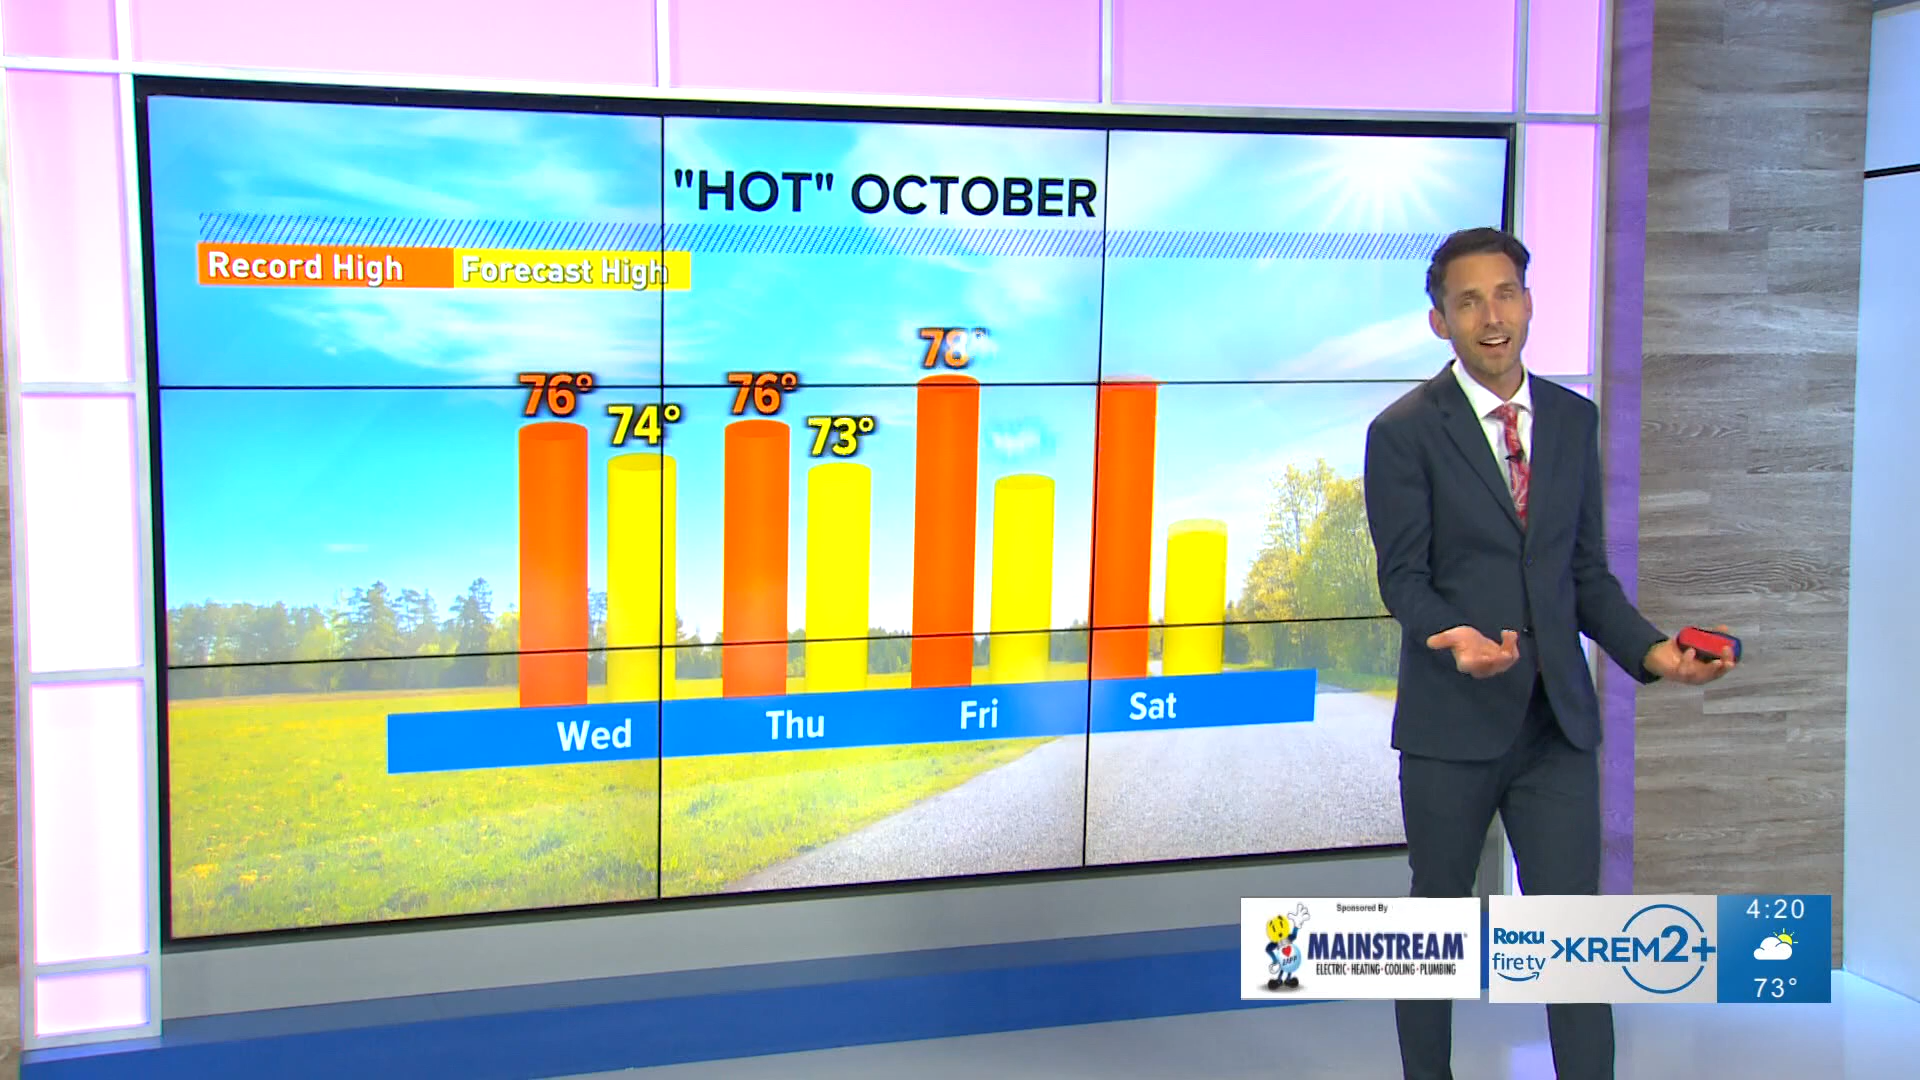 "HOT" OCTOBER
Record High Forecast High
76° 74° 76° 73° 78°
Wed Thu Fri Sat
Sponsored By
MAINSTREAM
ELECTRIC • HEATING • COOLING • PLUMBING
Roku
fire tv
KREM2+
4:20
73°